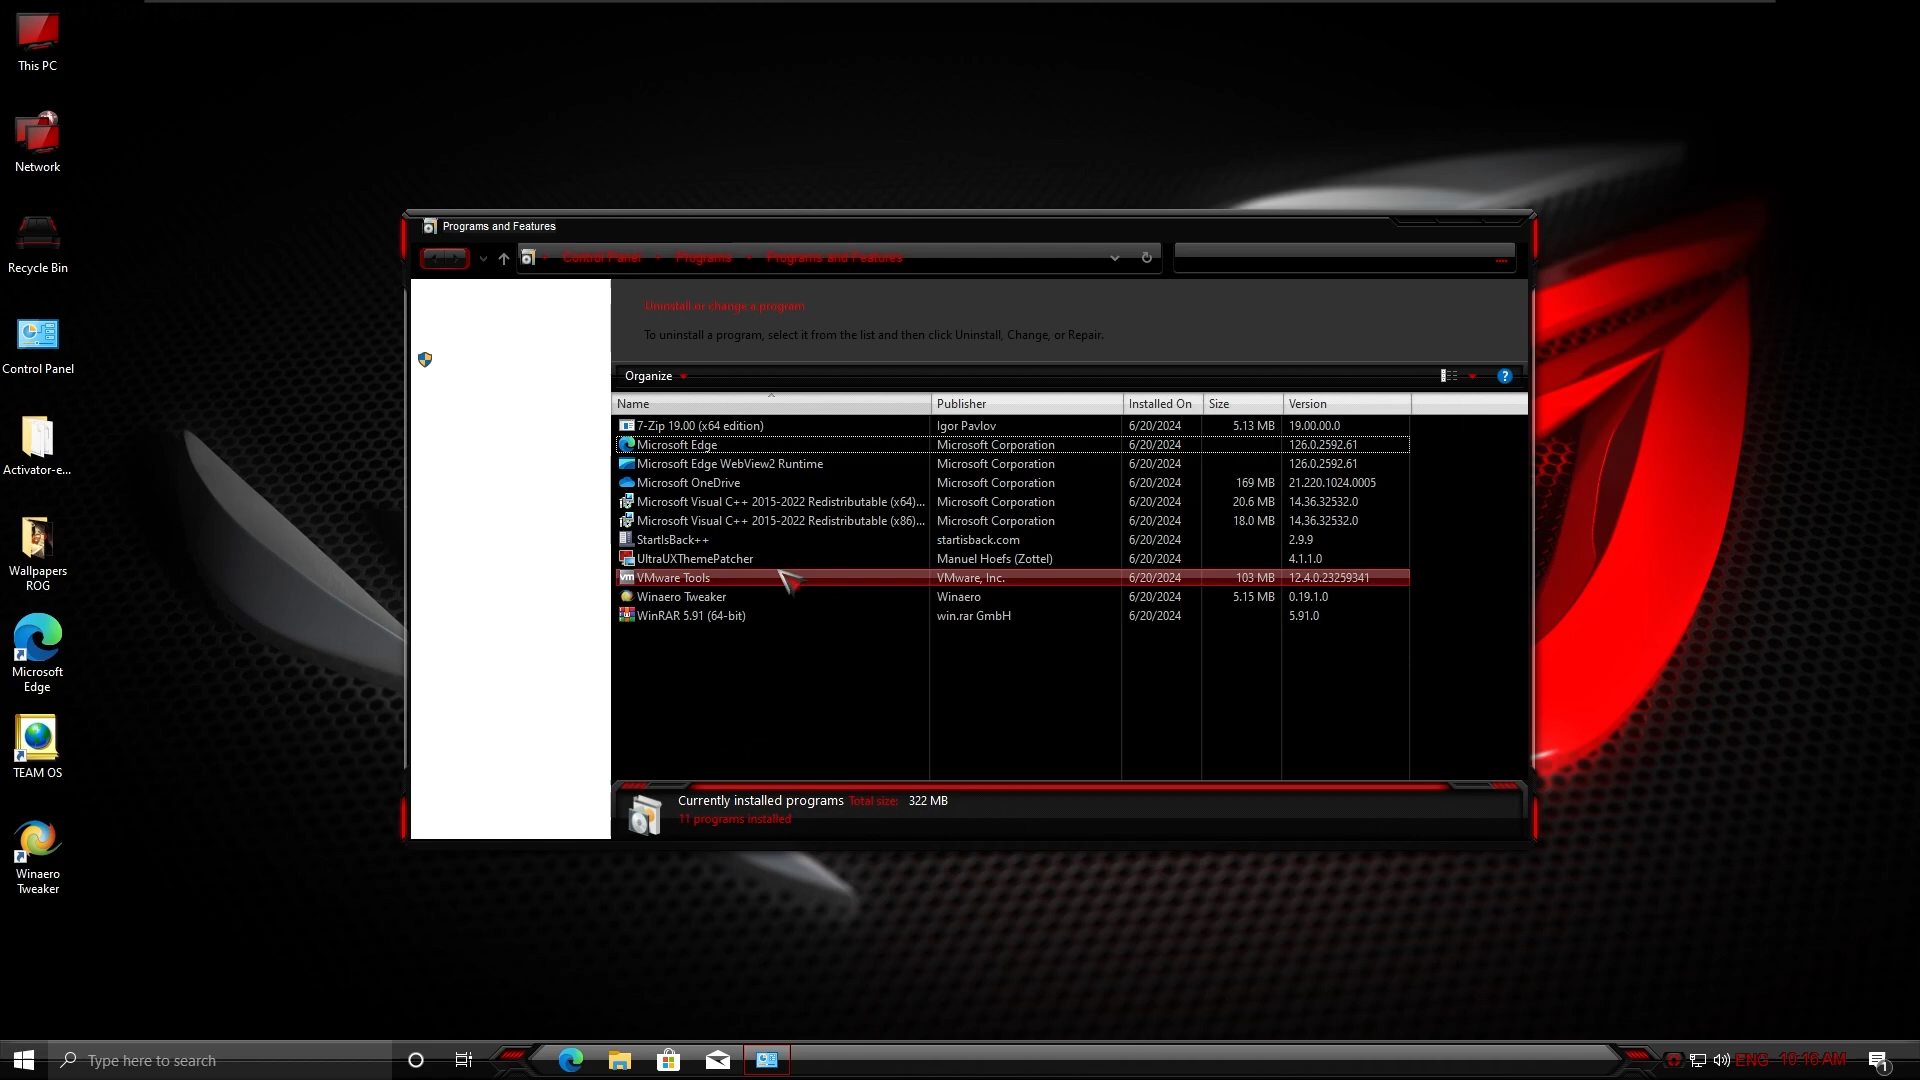 This PC
Network
Recycle Bin
Control Panel
Activator-e...
Wallpapers
ROG
Microsoft
Edge
TEAM OS
Winaero
Tweaker
Programs and Features
Control Panel Programs Programs and Features
Uninstall or change a program
To uninstall a program, select it from the list and then click Uninstall, Change, or Repair.
Organize
Name Publisher Installed On Size Version
7-Zip 19.00 (x64 edition) Igor Pavlov 6/20/2024 5.13 MB 19.00.00.0
Microsoft Edge Microsoft Corporation 6/20/2024 126.0.2592.61
Microsoft Edge WebView2 Runtime Microsoft Corporation 6/20/2024 126.0.2592.61
Microsoft OneDrive Microsoft Corporation 6/20/2024 169 MB 21.220.1024.0005
Microsoft Visual C++ 2015-2022 Redistributable (x64)... Microsoft Corporation 6/20/2024 20.6 MB 14.36.32532.0
Microsoft Visual C++ 2015-2022 Redistributable (x86)... Microsoft Corporation 6/20/2024 18.0 MB 14.36.32532.0
StartIsBack++ startisback.com 6/20/2024 2.9.9
UltraUXThemePatcher Manuel Hoefs (Zottel) 6/20/2024 4.1.1.0
VMware Tools VMware, Inc. 6/20/2024 103 MB 12.4.0.23259341
Winaero Tweaker Winaero 6/20/2024 5.15 MB 0.19.1.0
WinRAR 5.91 (64-bit) win.rar GmbH 6/20/2024 5.91.0
Currently installed programs Total size: 322 MB
11 programs installed
Type here to search
ENG 10:16 AM
1